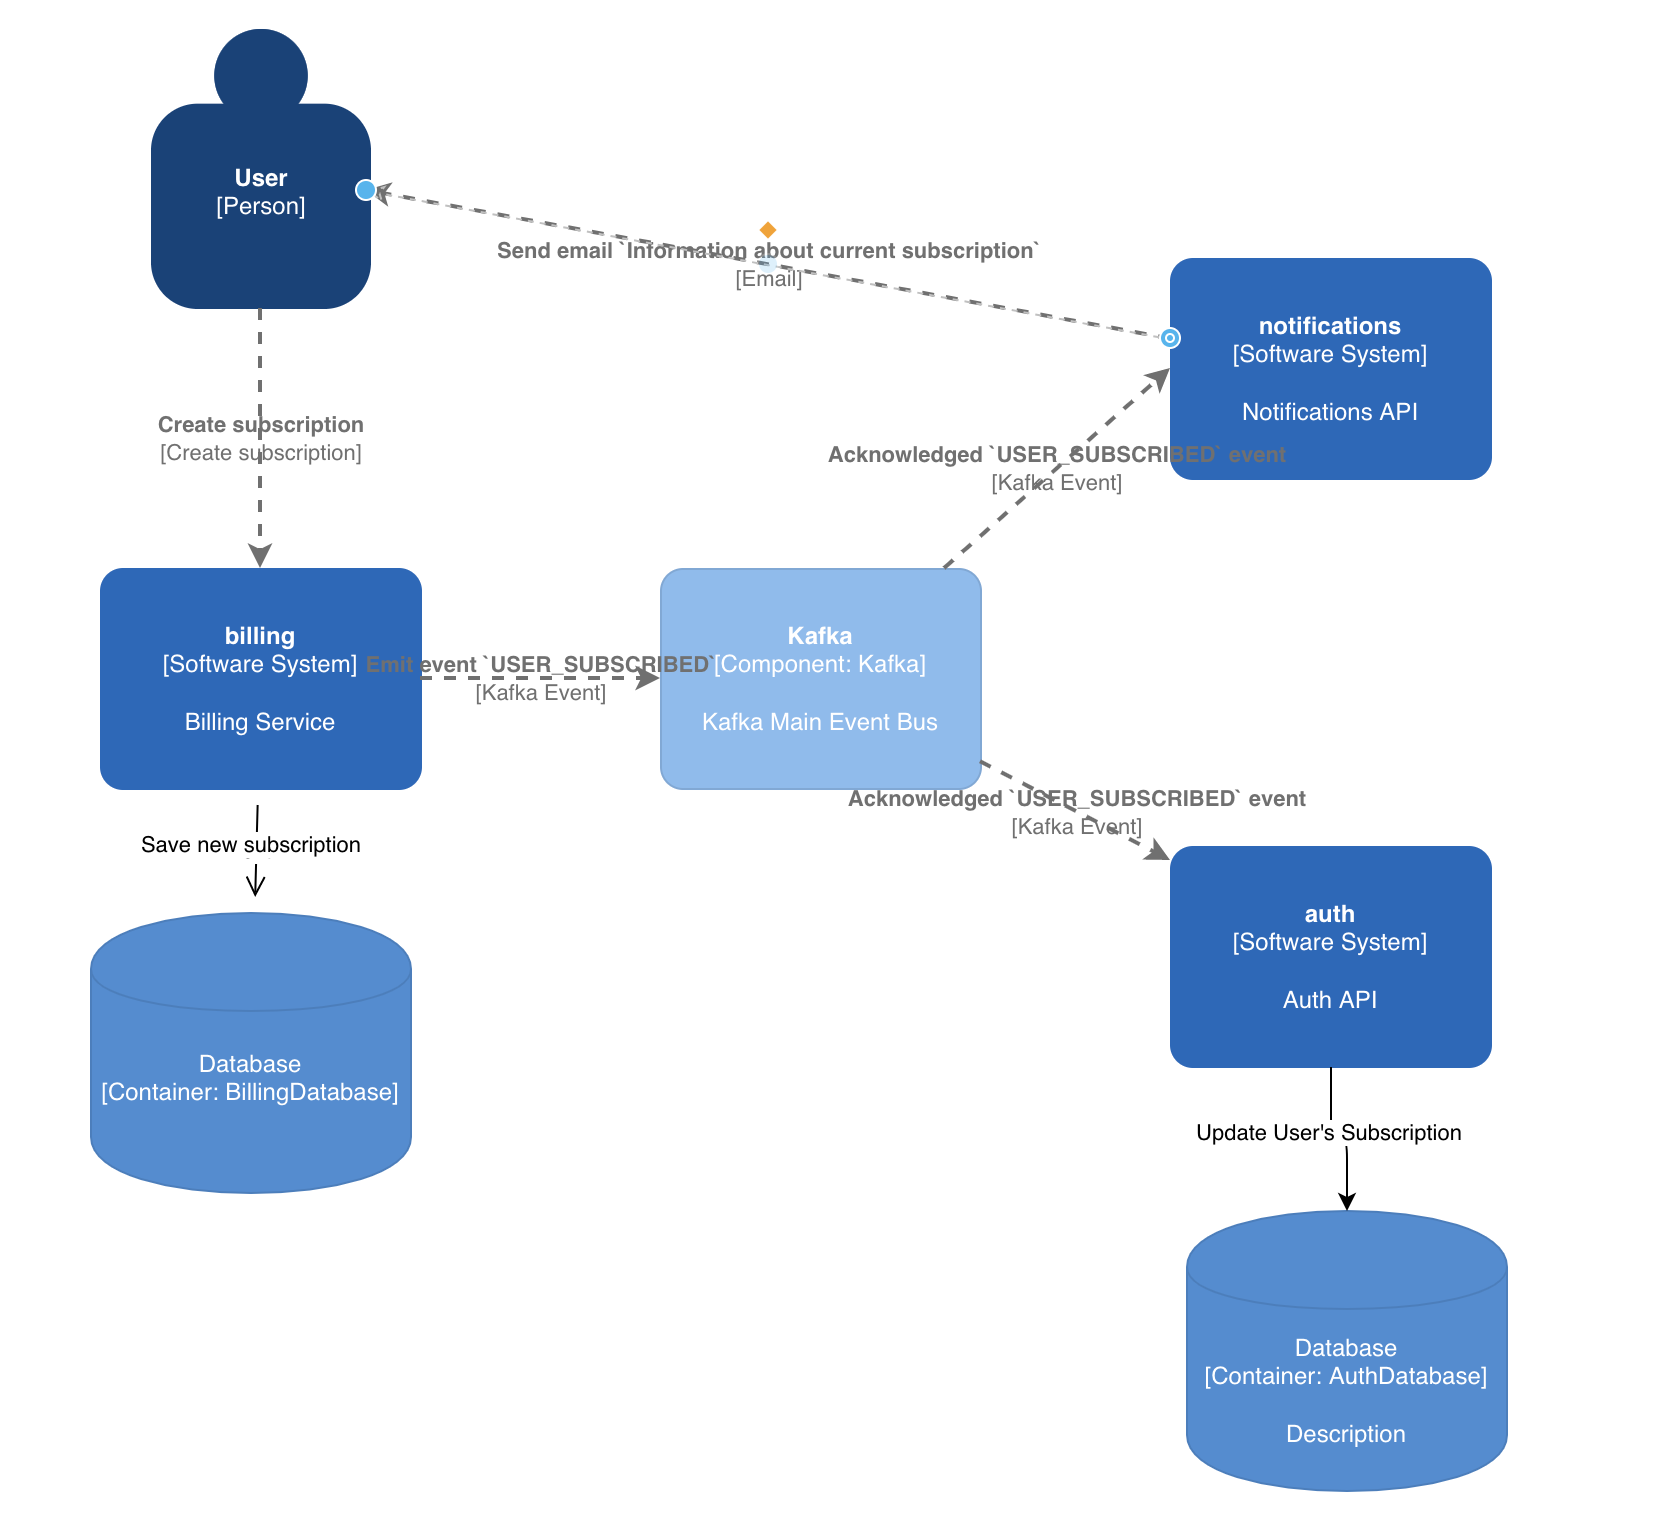 User
[Person]
Send email `Information about current subscription`
[Email]
notifications
[Software System]
Notifications API
Create subscription
[Create subscription]
Acknowledged `USER_SUBSCRIBED` event
[Kafka Event]
billing
[Software System]
Billing Service
Emit event `USER_SUBSCRIBED`
[Kafka Event]
Kafka
[Component: Kafka]
Kafka Main Event Bus
Acknowledged `USER_SUBSCRIBED` event
[Kafka Event]
Save new subscription
auth
[Software System]
Auth API
Database
[Container: BillingDatabase]
Update User's Subscription
Database
[Container: AuthDatabase]
Description